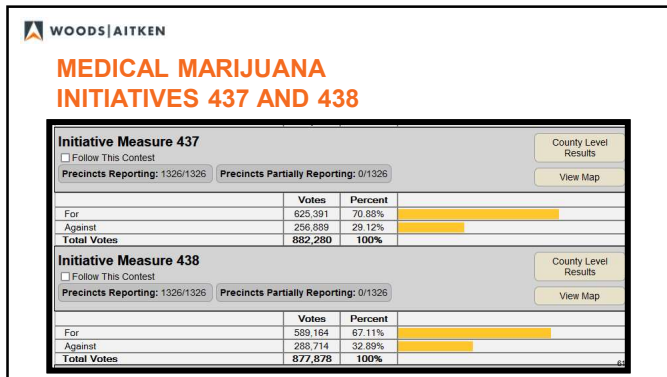 WOODS|AITKEN
MEDICAL MARIJUANA
INITIATIVES 437 AND 438
Initiative Measure 437
Follow This Contest
Precincts Reporting: 1326/1326 Precincts Partially Reporting: 0/1326
County Level Results
View Map
Votes Percent
For 625,391 70.88%
Against 256,889 29.12%
Total Votes 882,280 100%
Initiative Measure 438
Follow This Contest
Precincts Reporting: 1326/1326 Precincts Partially Reporting: 0/1326
County Level Results
View Map
Votes Percent
For 589,164 67.11%
Against 288,714 32.89%
Total Votes 877,878 100%
61